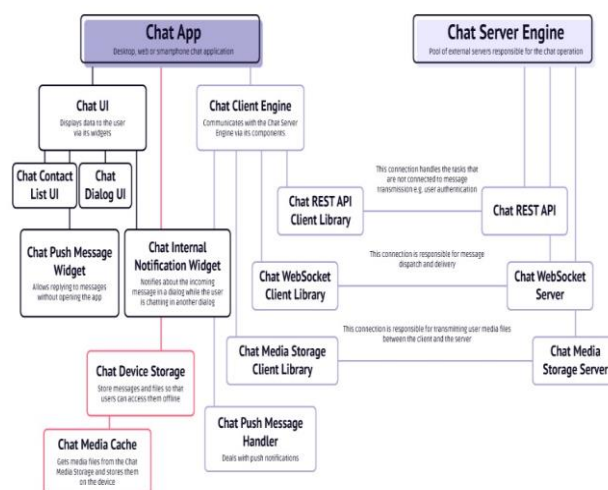 Chat App
Desktop, web or smartphone chat application
Chat Server Engine
Pool of external servers responsible for the chat operation
Chat UI
Displays data to the user
via its widgets
Chat Client Engine
Communicates with the Chat Server
Engine via its components
Chat Contact
List UI
Chat
Dialog UI
This connection handles the tasks that
are not connected to message
transmission e.g. user authentication
Chat REST API
Client Library
Chat REST API
Chat Push Message
Widget
Allows replying to messages
without opening the app
Chat Internal
Notification Widget
Notifies about the incoming
message in a dialog while the user
is chatting in another dialog
This connection is responsible for message
dispatch and delivery
Chat WebSocket
Client Library
Chat WebSocket
Server
This connection is responsible for transmitting user media files
between the client and the server
Chat Media Storage
Client Library
Chat Media
Storage Server
Chat Device Storage
Store messages and files so that
users can access them offline
Chat Push Message
Handler
Deals with push notifications
Chat Media Cache
Gets media files from the Chat
Media Storage and stores them
on the device